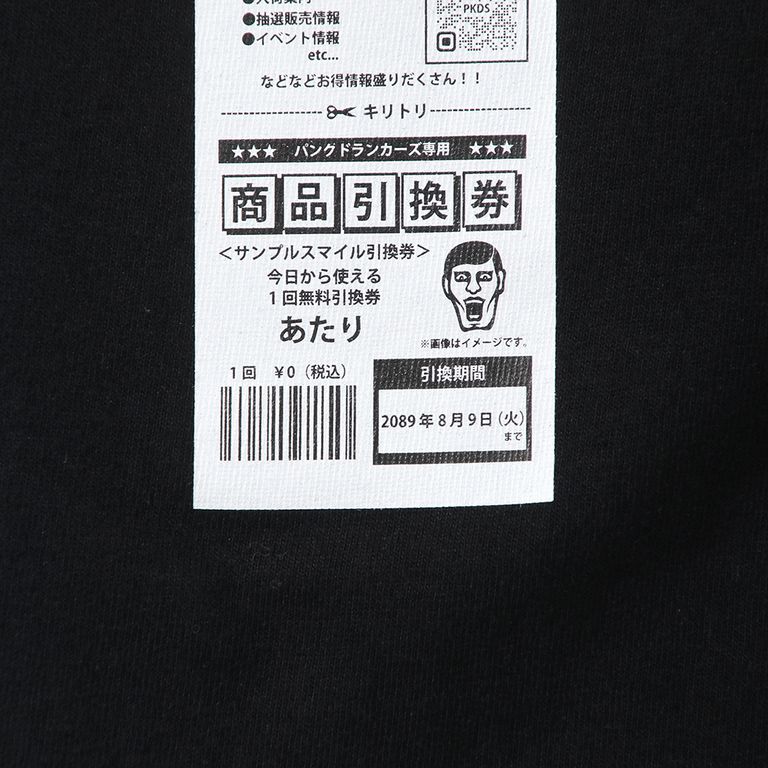 ●抽選販売情報
●イベント情報
etc...
PKDS
などなどお得情報盛りだくさん！！
キリトリ
★★★ パンクドランカーズ専用 ★★★
商品引換券
＜サンプルスマイル引換券＞
今日から使える
1回無料引換券
あたり
※画像はイメージです。
1回 ¥0（税込）
引換期間
2089年8月9日（火）
まで